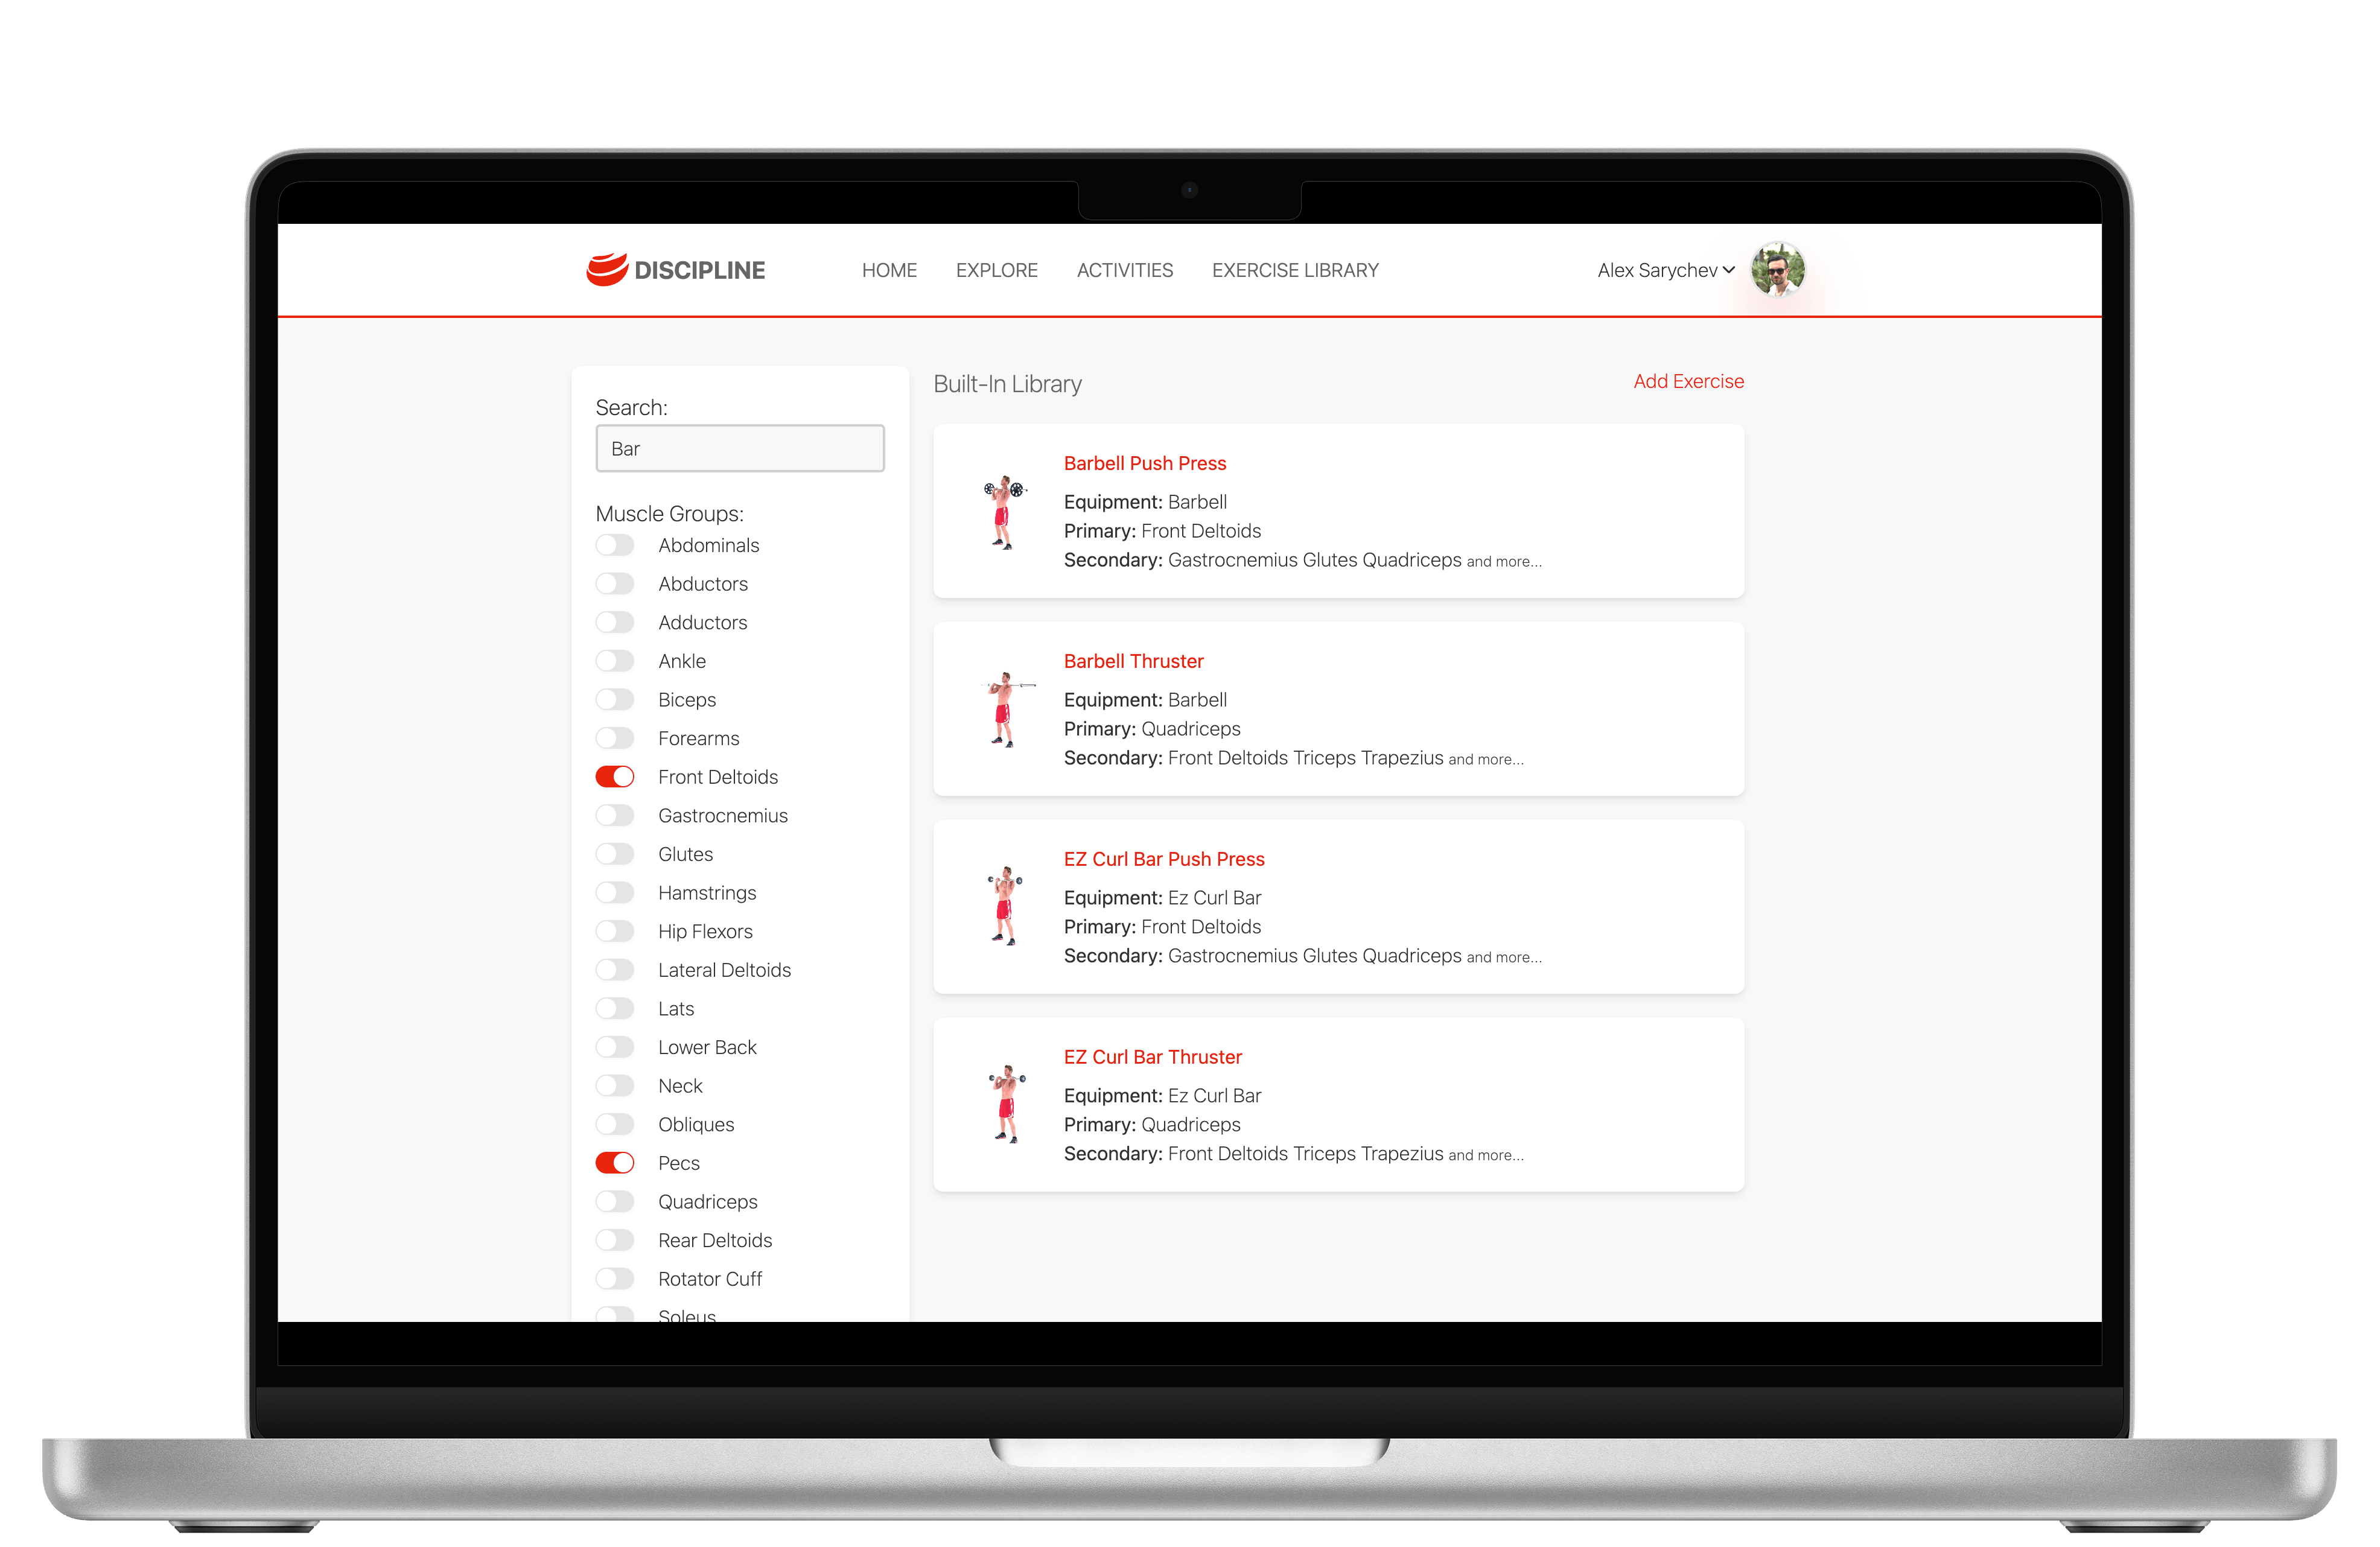 DISCIPLINE HOME EXPLORE ACTIVITIES EXERCISE LIBRARY Alex Sarychev
Search:
Bar
Muscle Groups:
Abdominals
Abductors
Adductors
Ankle
Biceps
Forearms
Front Deltoids
Gastrocnemius
Glutes
Hamstrings
Hip Flexors
Lateral Deltoids
Lats
Lower Back
Neck
Obliques
Pecs
Quadriceps
Rear Deltoids
Rotator Cuff
Soleus
Built-In Library
Add Exercise
Barbell Push Press
Equipment: Barbell
Primary: Front Deltoids
Secondary: Gastrocnemius Glutes Quadriceps and more...
Barbell Thruster
Equipment: Barbell
Primary: Quadriceps
Secondary: Front Deltoids Triceps Trapezius and more...
EZ Curl Bar Push Press
Equipment: Ez Curl Bar
Primary: Front Deltoids
Secondary: Gastrocnemius Glutes Quadriceps and more...
EZ Curl Bar Thruster
Equipment: Ez Curl Bar
Primary: Quadriceps
Secondary: Front Deltoids Triceps Trapezius and more...